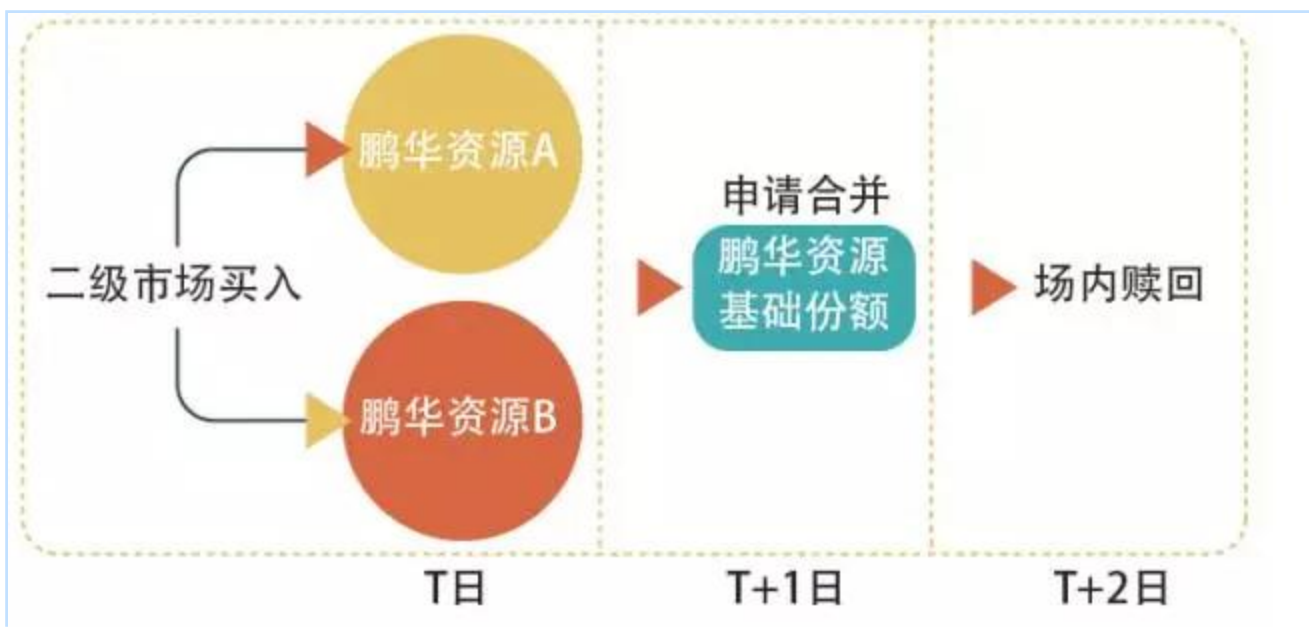 鹏华资源A
二级市场买入
鹏华资源B
申请合并
鹏华资源
基础份额
场内赎回
T日
T+1日
T+2日